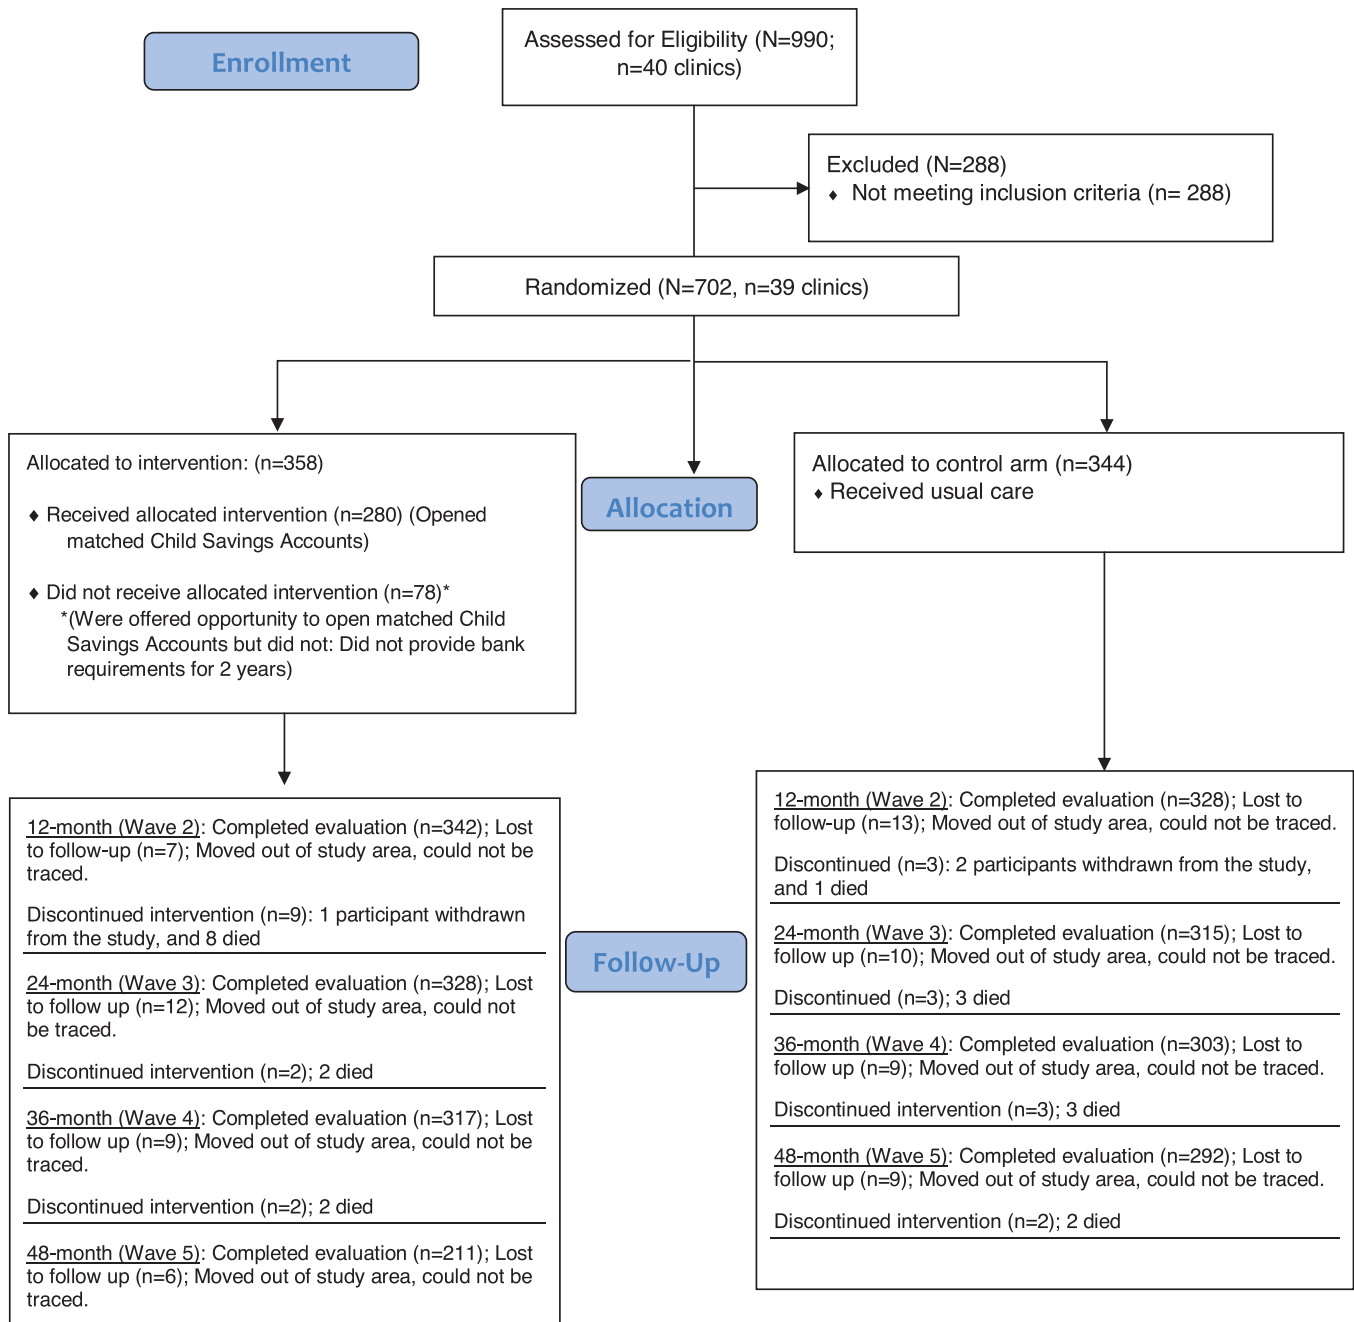 Enrollment
Assessed for Eligibility (N=990;
n=40 clinics)
Excluded (N=288)
♦ Not meeting inclusion criteria (n= 288)
Randomized (N=702, n=39 clinics)
Allocated to intervention: (n=358)
♦ Received allocated intervention (n=280) (Opened
matched Child Savings Accounts)
♦ Did not receive allocated intervention (n=78)*
*(Were offered opportunity to open matched Child
Savings Accounts but did not: Did not provide bank
requirements for 2 years)
Allocation
Allocated to control arm (n=344)
♦ Received usual care
12-month (Wave 2): Completed evaluation (n=342); Lost
to follow-up (n=7); Moved out of study area, could not be
traced.
Discontinued intervention (n=9): 1 participant withdrawn
from the study, and 8 died
24-month (Wave 3): Completed evaluation (n=328); Lost
to follow up (n=12); Moved out of study area, could not
be traced.
Discontinued intervention (n=2); 2 died
36-month (Wave 4): Completed evaluation (n=317); Lost
to follow up (n=9); Moved out of study area, could not be
traced.
Discontinued intervention (n=2); 2 died
48-month (Wave 5): Completed evaluation (n=211); Lost
to follow up (n=6); Moved out of study area, could not be
traced.
Foll0w-Up
12-month (Wave 2): Completed evaluation (n=328); Lost to
follow-up (n=13); Moved out of study area, could not be traced.
Discontinued (n=3): 2 participants withdrawn from the study,
and 1 died
24-month (Wave 3): Completed evaluation (n=315); Lost to
follow up (n=10); Moved out of study area, could not be traced.
Discontinued (n=3); 3 died
36-month (Wave 4): Completed evaluation (n=303); Lost to
follow up (n=9); Moved out of study area, could not be traced.
Discontinued intervention (n=3); 3 died
48-month (Wave 5): Completed evaluation (n=292); Lost to
follow up (n=9); Moved out of study area, could not be traced.
Discontinued intervention (n=2); 2 died